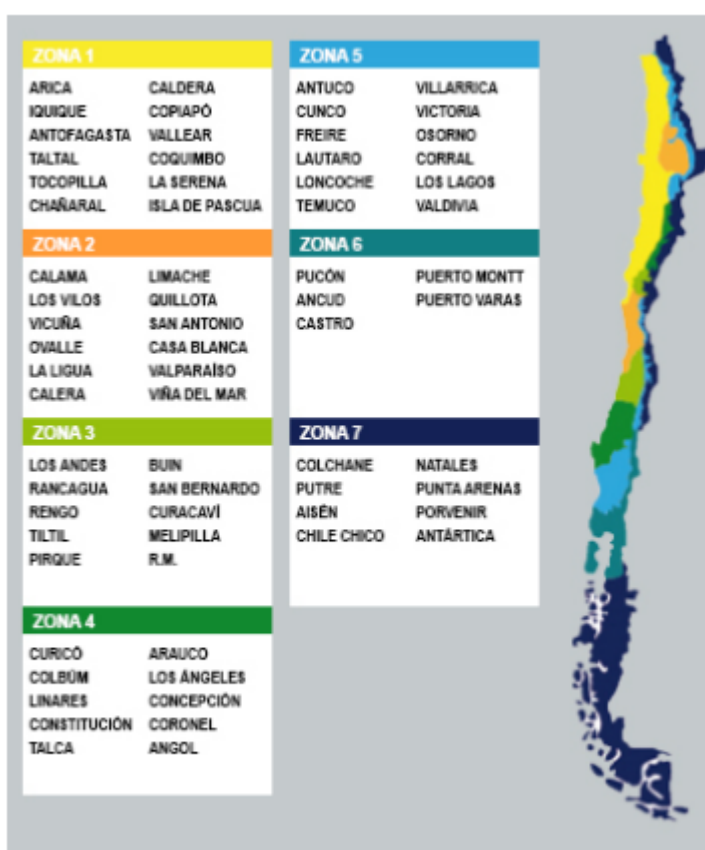 ZONA 1
ARICA CALDERA
IQUIQUE COPIAPÓ
ANTOFAGASTA VALLEAR
TALTAL COQUIMBO
TOCOPILLA LA SERENA
CHAÑARAL ISLA DE PASCUA
ZONA 2
CALAMA LIMACHE
LOS VILOS QUILLOTA
VICUÑA SAN ANTONIO
OVALLE CASA BLANCA
LA LIGUA VALPARAÍSO
CALERA VIÑA DEL MAR
ZONA 3
LOS ANDES BUIN
RANCAGUA SAN BERNARDO
RENGO CURACAVÍ
TILTIL MELIPILLA
PIRQUE R.M.
ZONA 4
CURICÓ ARAUCO
COLBÚM LOS ÁNGELES
LINARES CONCEPCIÓN
CONSTITUCIÓN CORONEL
TALCA ANGOL
ZONA 5
ANTUCO VILLARRICA
CUNCO VICTORIA
FREIRE OSORNO
LAUTARO CORRAL
LONCOCHE LOS LAGOS
TEMUCO VALDIVIA
ZONA 6
PUCÓN PUERTO MONTT
ANCUD PUERTO VARAS
CASTRO
ZONA 7
COLCHANE NATALES
PUTRE PUNTA ARENAS
AISÉN PORVENIR
CHILE CHICO ANTÁRTICA